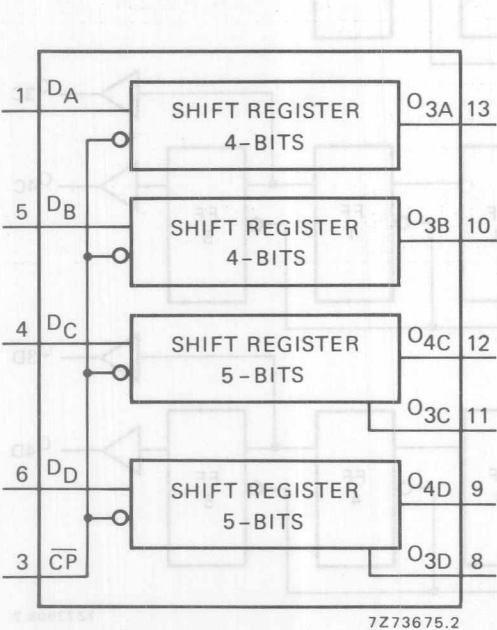 1 DA SHIFT REGISTER 4-BITS O3A 13
5 DB SHIFT REGISTER 4-BITS O3B 10
4 DC SHIFT REGISTER 5-BITS O4C 12
O3C 11
6 DD SHIFT REGISTER 5-BITS O4D 9
3 C̅P̅ O3D 8
7Z73675.2